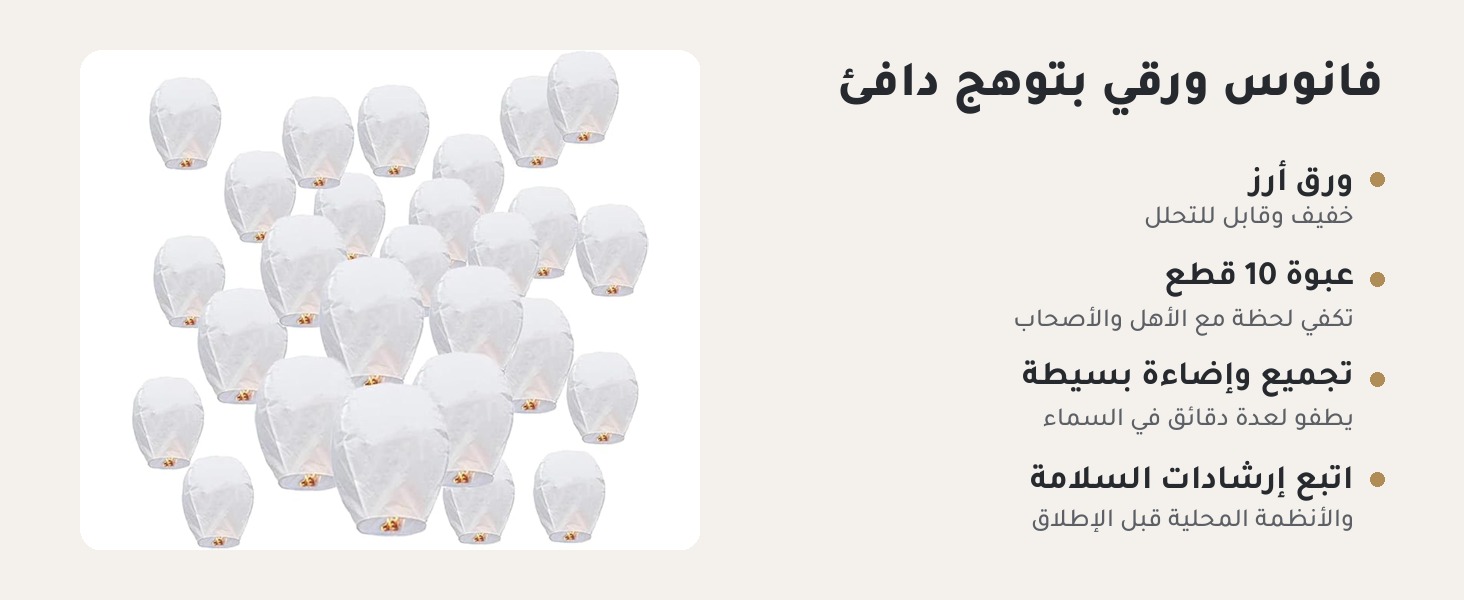 فانوس ورقي بتوهج دافئ
ورق أرز
خفيف وقابل للتحلل
عبوة 10 قطع
تكفي لحظة مع الأهل والأصحاب
تجميع وإضاءة بسيطة
يطفو لعدة دقائق في السماء
اتبع إرشادات السلامة
والأنظمة المحلية قبل الإطلاق